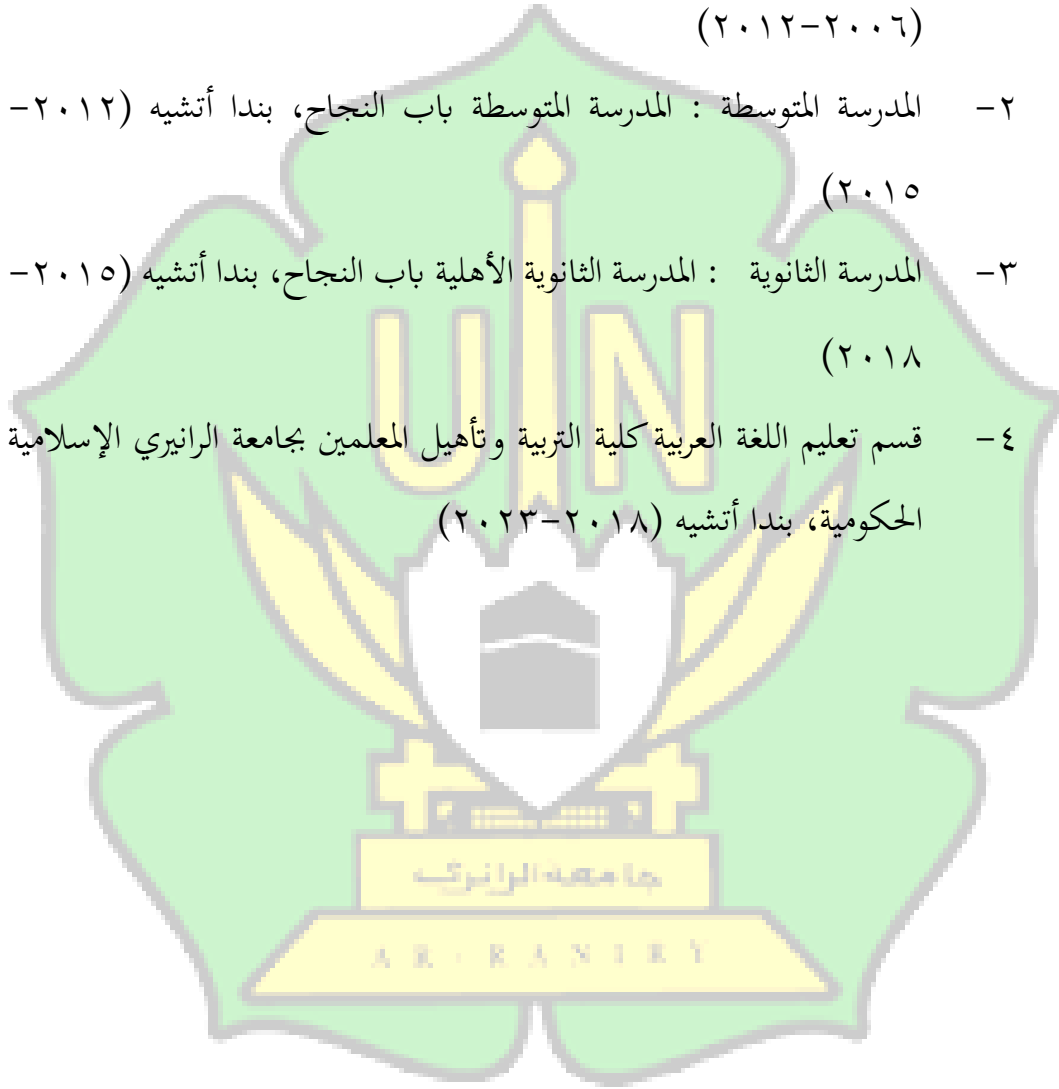 (٢٠٠٦-٢٠١٢)
٢- المدرسة المتوسطة : المدرسة المتوسطة باب النجاح، بندا أتشيه (٢٠١٢-
٢٠١٥)
٣- المدرسة الثانوية : المدرسة الثانوية الأهلية باب النجاح، بندا أتشيه (٢٠١٥-
٢٠١٨)
٤- قسم تعليم اللغة العربية كلية التربية وتأهيل المعلمين بجامعة الرانيري الإسلامية
الحكومية، بندا أتشيه (٢٠١٨-٢٠٢٣)
UIN
جامعة الرانري
AR-RANIRY